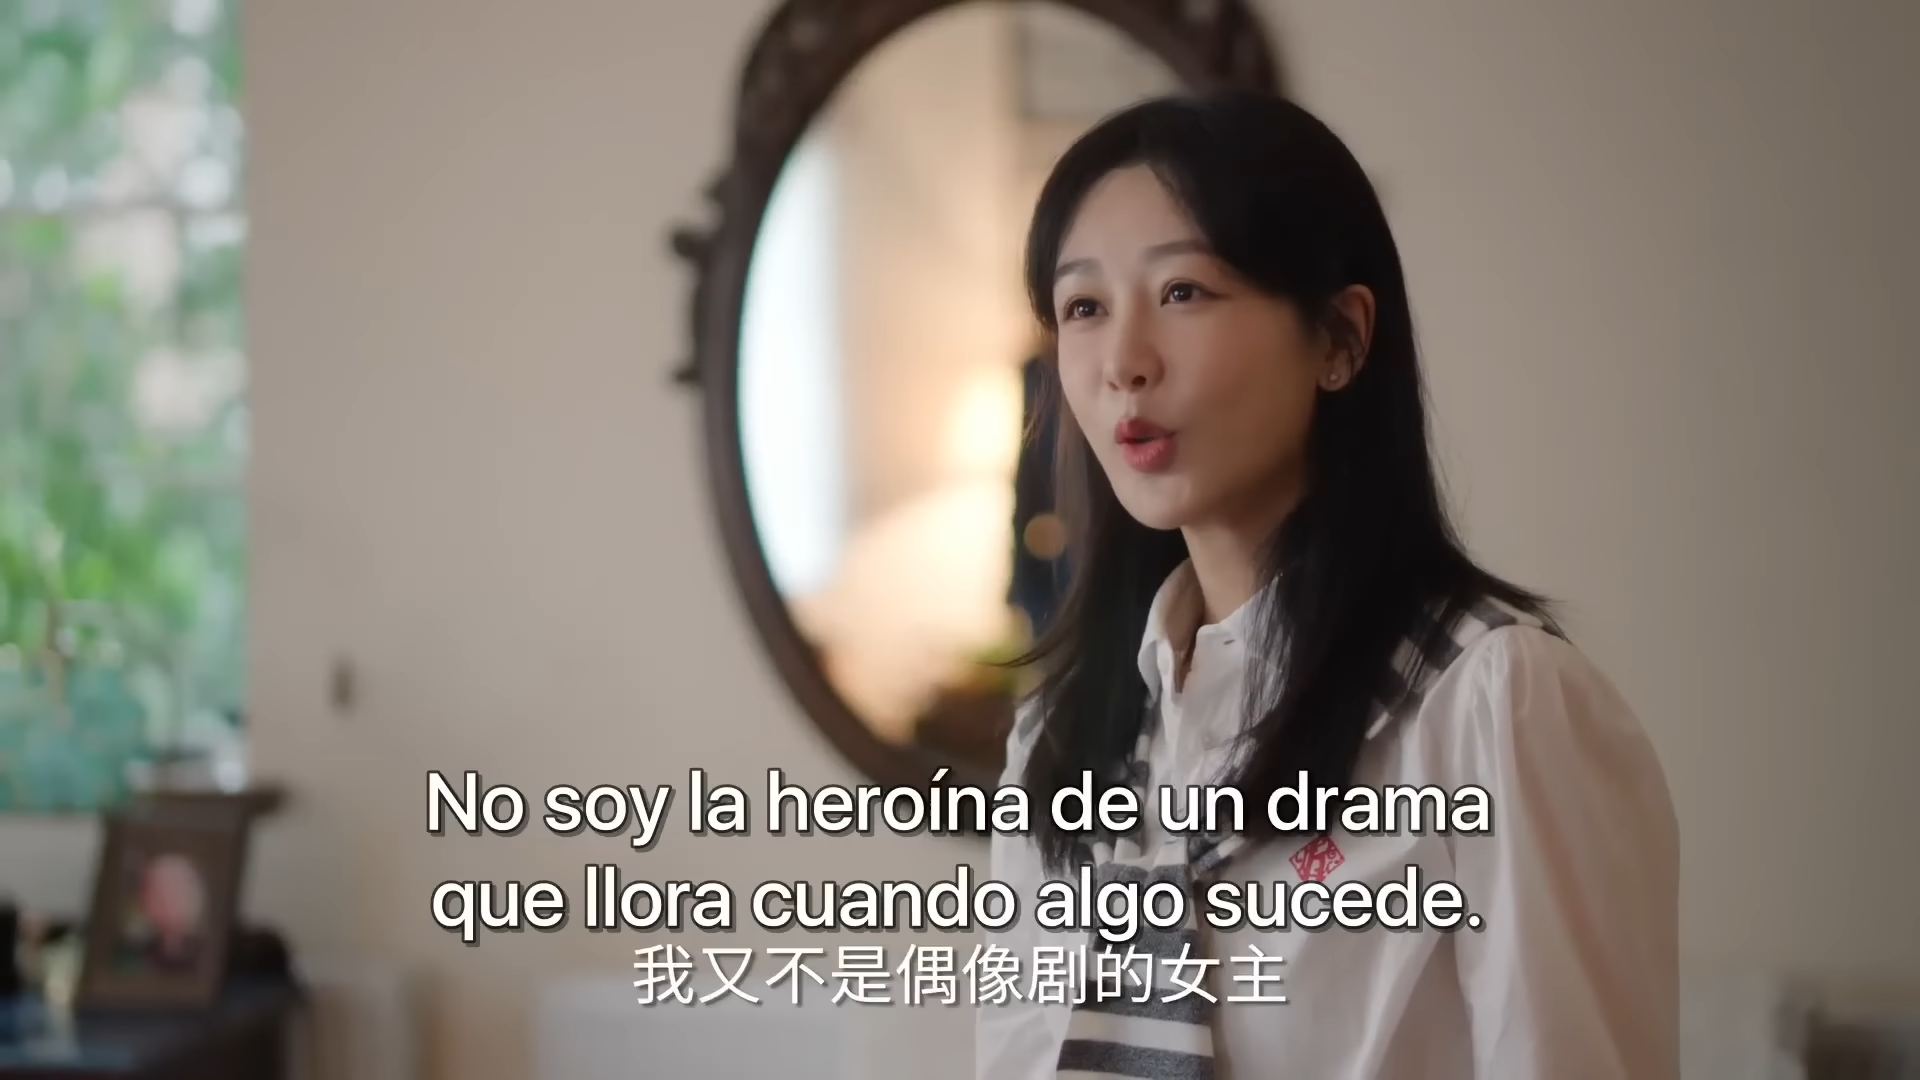 No soy la heroína de un drama
que llora cuando algo sucede.
我又不是偶像剧的女主